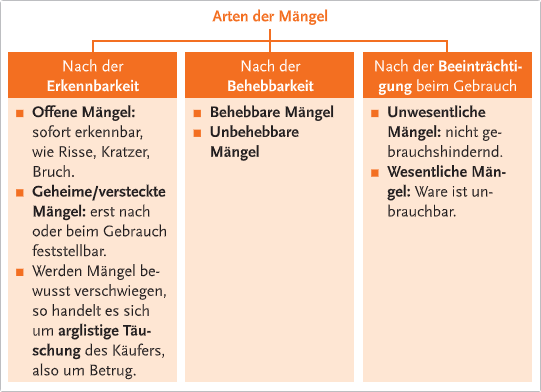 Arten der Mängel
Nach der
Erkennbarkeit
■ Offene Mängel:
sofort erkennbar,
wie Risse, Kratzer,
Bruch.
■ Geheime/versteckte
Mängel: erst nach
oder beim Gebrauch
feststellbar.
■ Werden Mängel be-
wusst verschwiegen,
so handelt es sich
um arglistige Täu-
schung des Käufers,
also um Betrug.
Nach der
Behebbarkeit
■ Behebbare Mängel
■ Unbehebbare
Mängel
Nach der Beeinträchti-
gung beim Gebrauch
■ Unwesentliche
Mängel: nicht ge-
brauchshindernd.
■ Wesentliche Män-
gel: Ware ist un-
brauchbar.